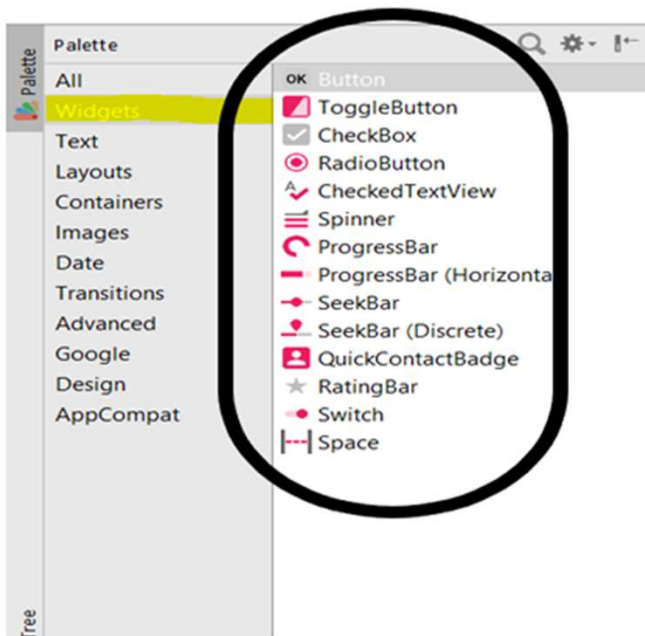 Palette
Palette
All
Widgets
Text
Layouts
Containers
Images
Date
Transitions
Advanced
Google
Design
AppCompat
OK Button
ToggleButton
CheckBox
RadioButton
A CheckedTextView
Spinner
ProgressBar
ProgressBar (Horizonta
SeekBar
SeekBar (Discrete)
QuickContactBadge
RatingBar
Switch
Space
Tree